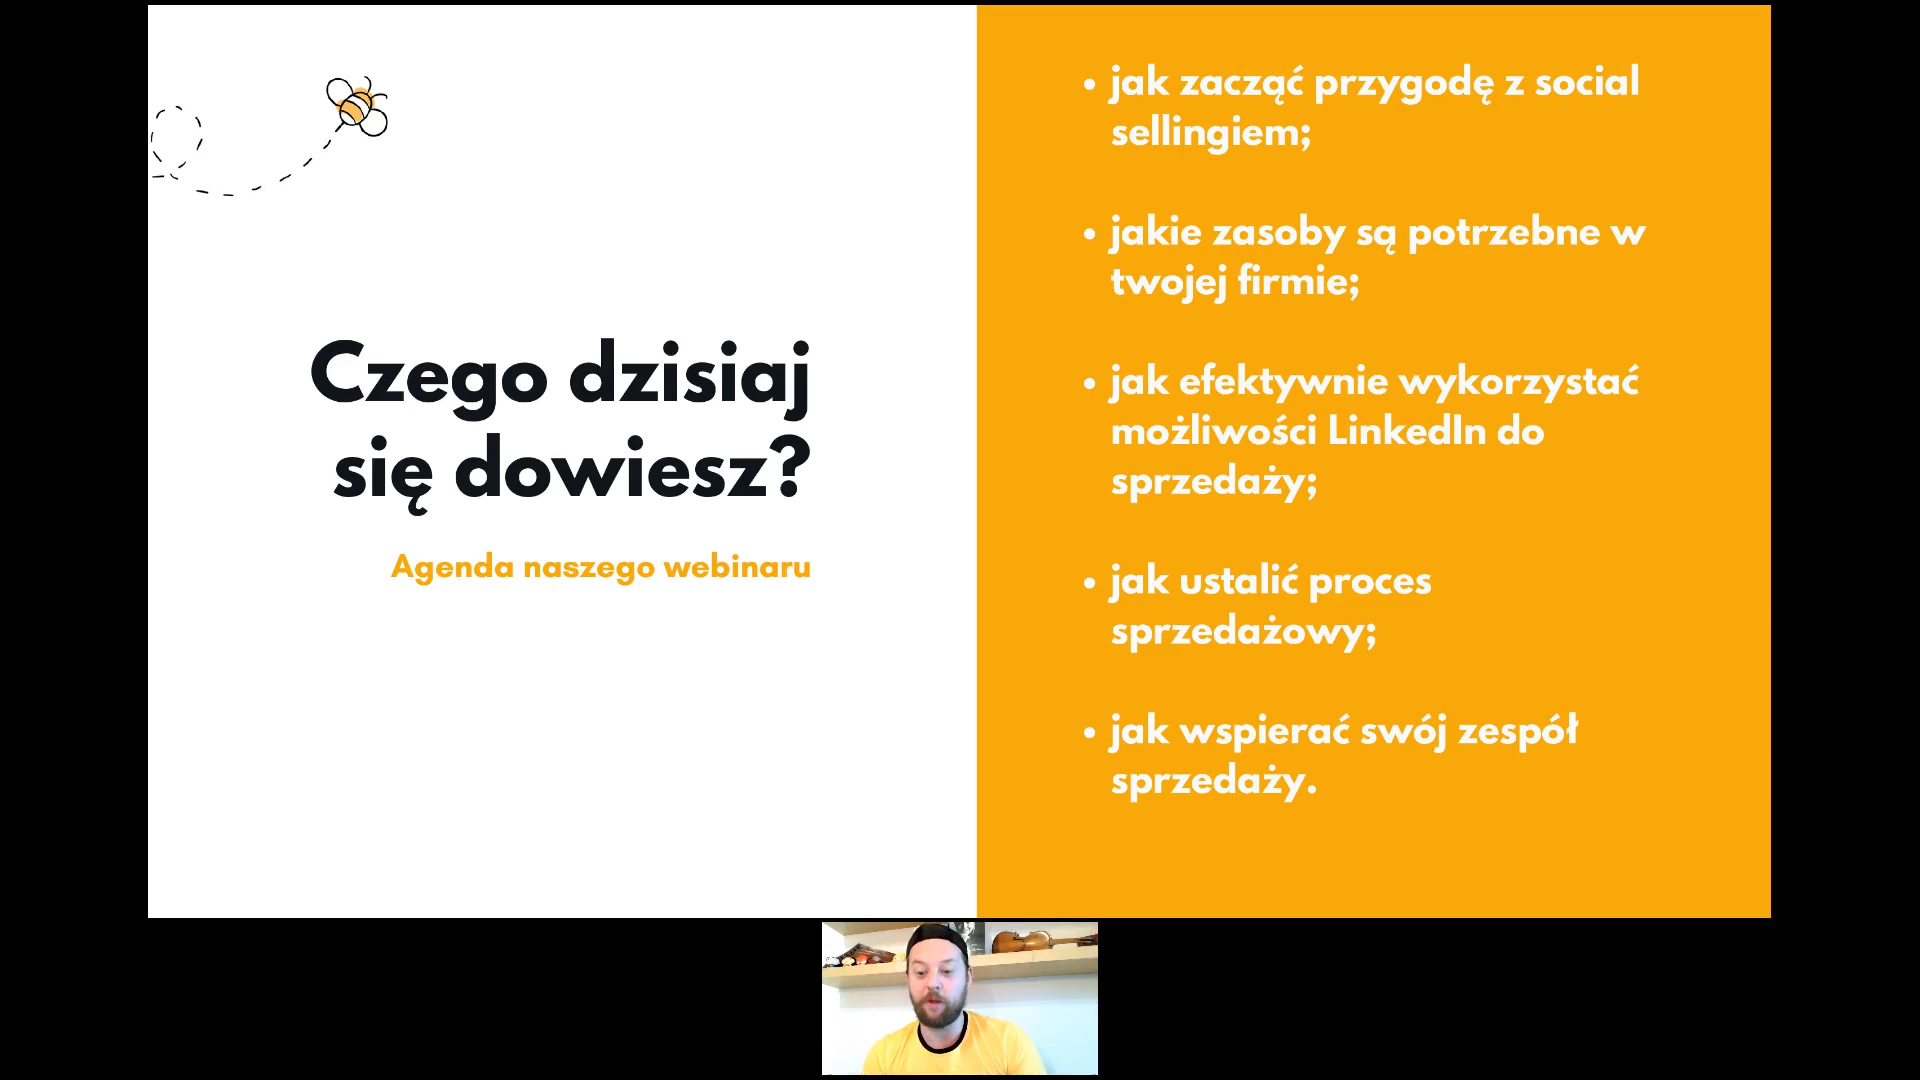 Czego dzisiaj
się dowiesz?
Agenda naszego webinaru
• jak zacząć przygodę z social
sellingiem;
• jakie zasoby są potrzebne w
twojej firmie;
• jak efektywnie wykorzystać
możliwości LinkedIn do
sprzedaży;
• jak ustalić proces
sprzedażowy;
• jak wspierać swój zespół
sprzedaży.